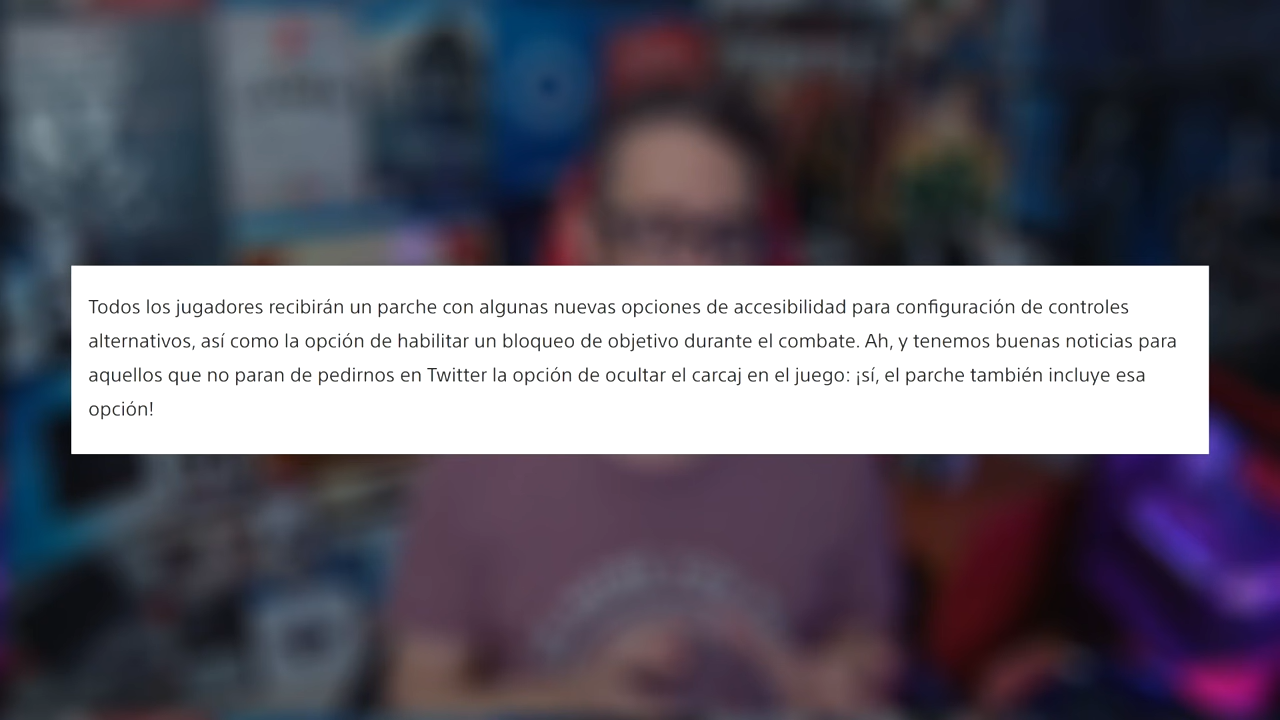 Todos los jugadores recibirán un parche con algunas nuevas opciones de accesibilidad para configuración de controles
alternativos, así como la opción de habilitar un bloqueo de objetivo durante el combate. Ah, y tenemos buenas noticias para
aquellos que no paran de pedirnos en Twitter la opción de ocultar el carcaj en el juego: ¡sí, el parche también incluye esa
opción!